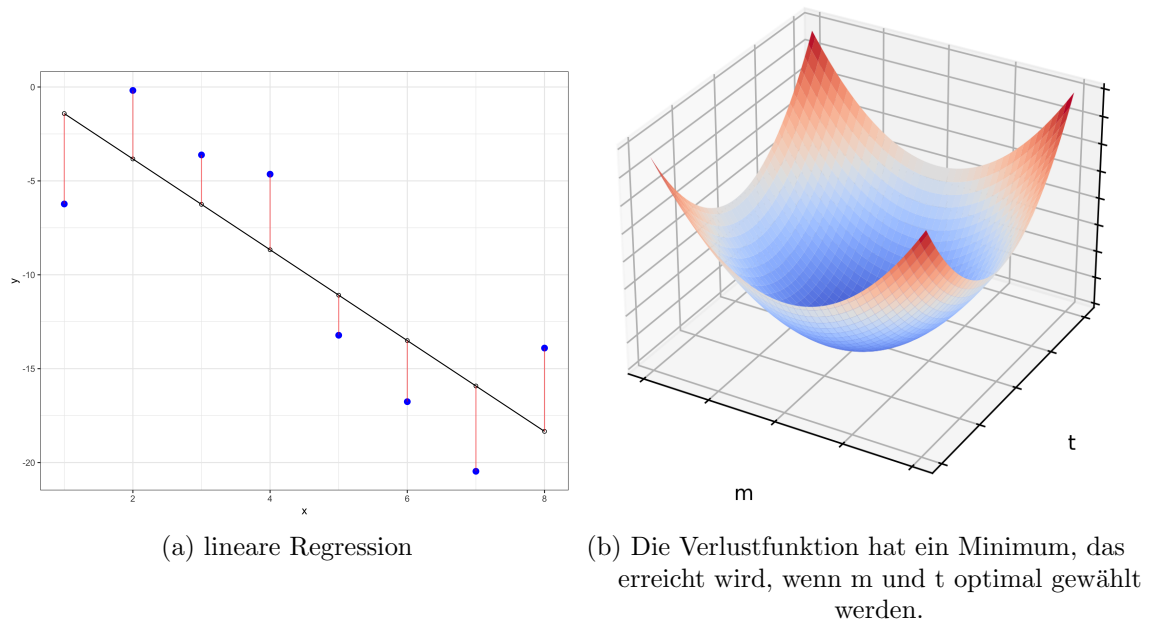 0
-5
-10
-15
-20
y
2
4
6
8
x
m
t
(a) lineare Regression
(b) Die Verlustfunktion hat ein Minimum, das
erreicht wird, wenn m und t optimal gewählt
werden.